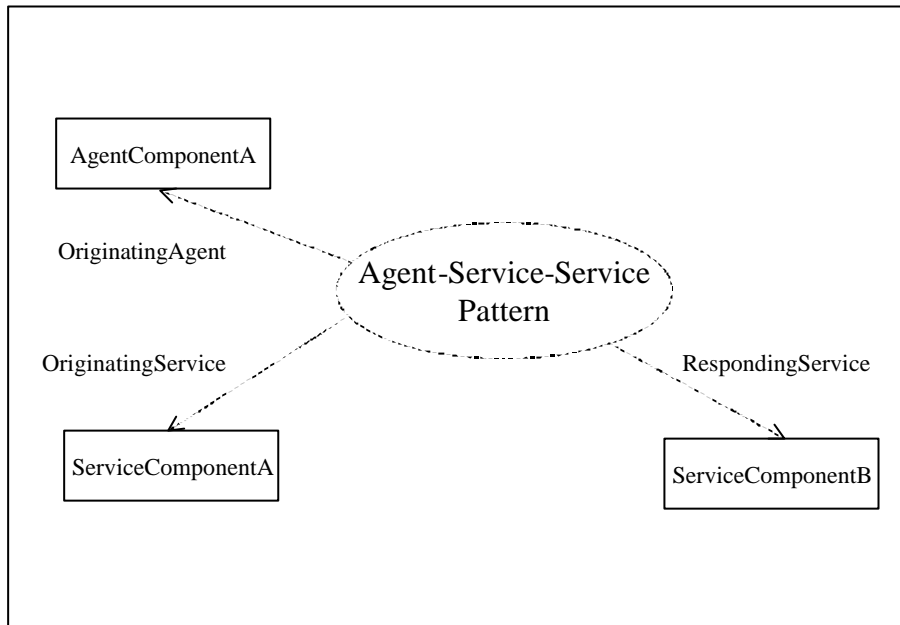 AgentComponentA
OriginatingAgent
Agent-Service-Service
Pattern
OriginatingService
RespondingService
ServiceComponentA
ServiceComponentB